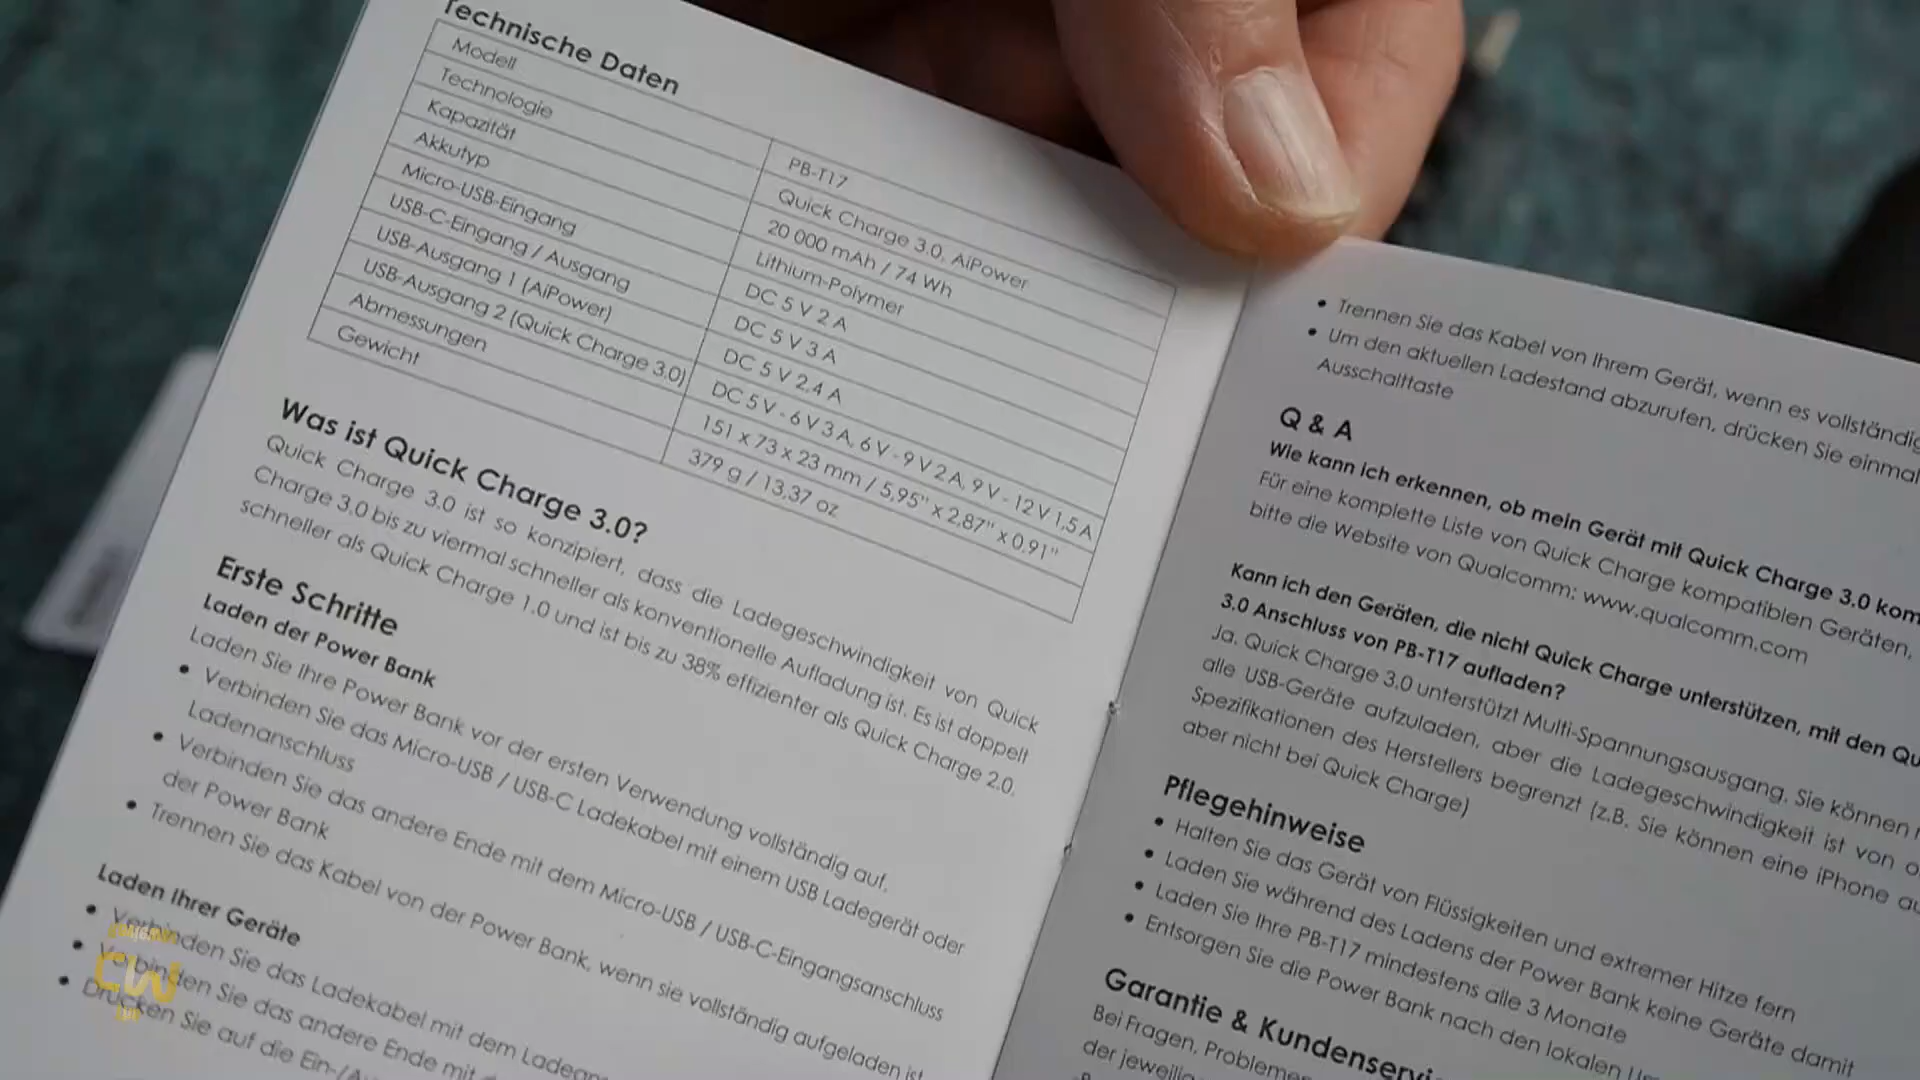 Technische Daten
Modell PB-T17
Technologie Quick Charge 3.0, AiPower
Kapazität 20 000 mAh / 74 Wh
Akkutyp Lithium-Polymer
Micro-USB-Eingang DC 5 V 2 A
USB-C-Eingang / Ausgang DC 5 V 3 A
USB-Ausgang 1 (AiPower) DC 5 V 2,4 A
USB-Ausgang 2 (Quick Charge 3.0) DC 5 V - 6 V 3 A, 6 V - 9 V 2 A, 9 V - 12 V 1,5 A
Abmessungen 151 x 73 x 23 mm / 5,95" x 2,87" x 0,91"
Gewicht 379 g / 13,37 oz
Was ist Quick Charge 3.0?
Quick Charge 3.0 ist so konzipiert, dass die Ladegeschwindigkeit von Quick
Charge 3.0 bis zu viermal schneller als konventionelle Aufladung ist. Es ist doppelt
schneller als Quick Charge 1.0 und ist bis zu 38% effizienter als Quick Charge 2.0.
Erste Schritte
Laden der Power Bank
Laden Sie Ihre Power Bank vor der ersten Verwendung vollständig auf.
• Verbinden Sie das Micro-USB / USB-C Ladekabel mit einem USB Ladegerät oder
Ladenanschluss
• Verbinden Sie das andere Ende mit dem Micro-USB / USB-C-Eingangsanschluss
der Power Bank
• Trennen Sie das Kabel von der Power Bank, wenn sie vollständig aufgeladen ist
Laden Ihrer Geräte
• Verbinden Sie das Ladekabel mit dem
• Verbinden Sie das andere Ende mit
• Drücken Sie auf die
CW
• Trennen Sie das Kabel von Ihrem Gerät, wenn es
• Um den aktuellen Ladestand abzurufen, drücken Sie einmal
Ausschalttaste
Q & A
Wie kann ich erkennen, ob mein Gerät mit Quick Charge 3.0
Für eine komplette Liste von Quick Charge kompatiblen Geräten,
bitte die Website von Qualcomm: www.qualcomm.com
Kann ich den Geräten, die nicht Quick Charge unterstützen, mit den
3.0 Anschluss von PB-T17 aufladen?
Ja. Quick Charge 3.0 unterstützt Multi-Spannungsausgang. Sie können
alle USB-Geräte aufzuladen, aber die Ladegeschwindigkeit ist von
Spezifikationen des Herstellers begrenzt (z.B. Sie können eine iPhone
aber nicht bei Quick Charge)
Pflegehinweise
• Halten Sie das Gerät von Flüssigkeiten und extremer Hitze fern
• Laden Sie während des Ladens der Power Bank keine Geräte damit
• Laden Sie Ihre PB-T17 mindestens alle 3 Monate
• Entsorgen Sie die Power Bank nach den lokalen
Garantie &
Bei Fragen,
der